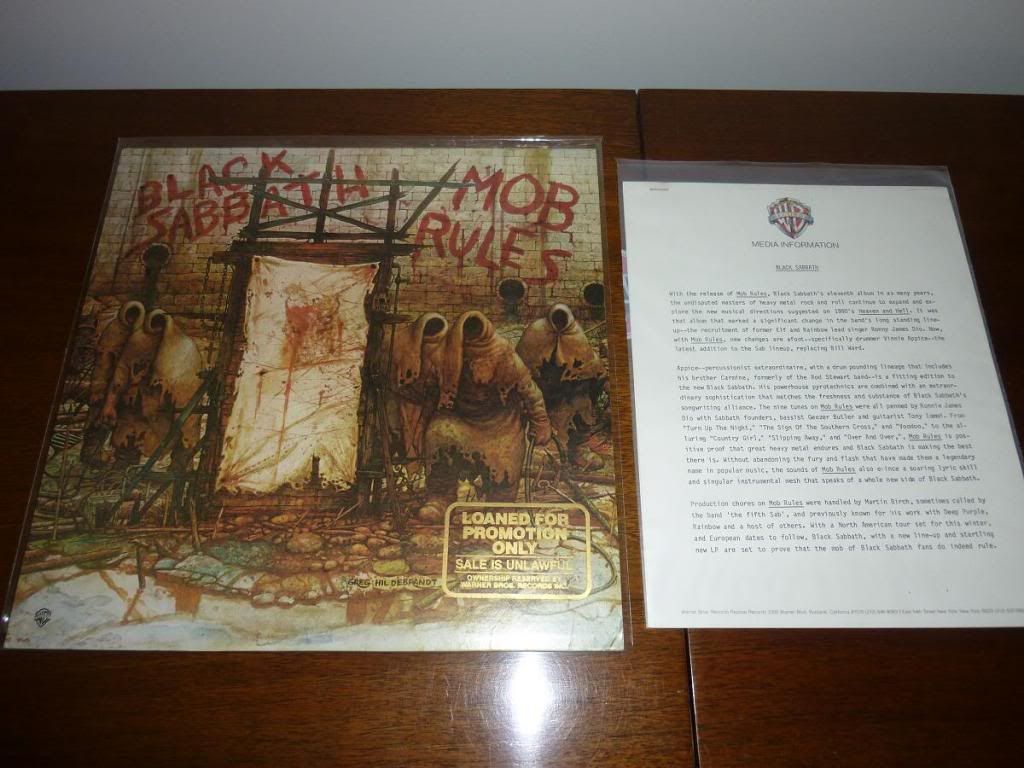 BLACK
SABBATH
MOB
RULES
LOANED FOR
PROMOTION
ONLY
SALE IS UNLAWFUL
OWNERSHIP RESERVED BY
WARNER BROS. RECORDS INC.
GREG HILDEBRANDT
MEDIA INFORMATION
BLACK SABBATH
With the release of Mob Rules, Black Sabbath's eleventh album in as many years,
the undisputed masters of heavy metal rock and roll continue to expand and ex-
plore the new musical directions suggested on 1980's Heaven and Hell. It was
that album that marked a significant change in the band's long standing line-
up--the recruitment of former Elf and Rainbow lead singer Ronny James Dio. Now,
with Mob Rules, new changes are afoot--specifically drummer Vinnie Appice--the
latest addition to the Sab lineup, replacing Bill Ward.
Appice--percussionist extraordinaire, with a drum pounding lineage that includes
his brother Carmine, formerly of the Rod Stewart band--is a fitting edition to
the new Black Sabbath. His powerhouse pyrotechnics are combined with an extraor-
dinary sophistication that matches the freshness and substance of Black Sabbath's
songwriting alliance. The nine tunes on Mob Rules were all penned by Ronnie James
Dio with Sabbath founders, bassist Geezer Butler and guitarist Tony Iommi. From
"Turn Up The Night," "The Sign Of The Southern Cross," and "Voodoo," to the al-
luring "Country Girl," "Slipping Away," and "Over And Over,", Mob Rules is pos-
itive proof that great heavy metal endures and Black Sabbath is making the best
there is. Without abandoning the fury and flash that have made them a legendary
name in popular music, the sounds of Mob Rules also a soaring lyric skill
and singular instrumental mesh that speaks of a whole new side of Black Sabbath.
Production chores on Mob Rules were handled by Martin Birch, sometimes called by
the band 'the fifth Sab', and previously known for his work with Deep Purple,
Rainbow and a host of others. With a North American tour set for this winter,
and European dates to follow, Black Sabbath, with a new line-up and startling
new LP are set to prove that the mob of Black Sabbath fans do indeed rule.